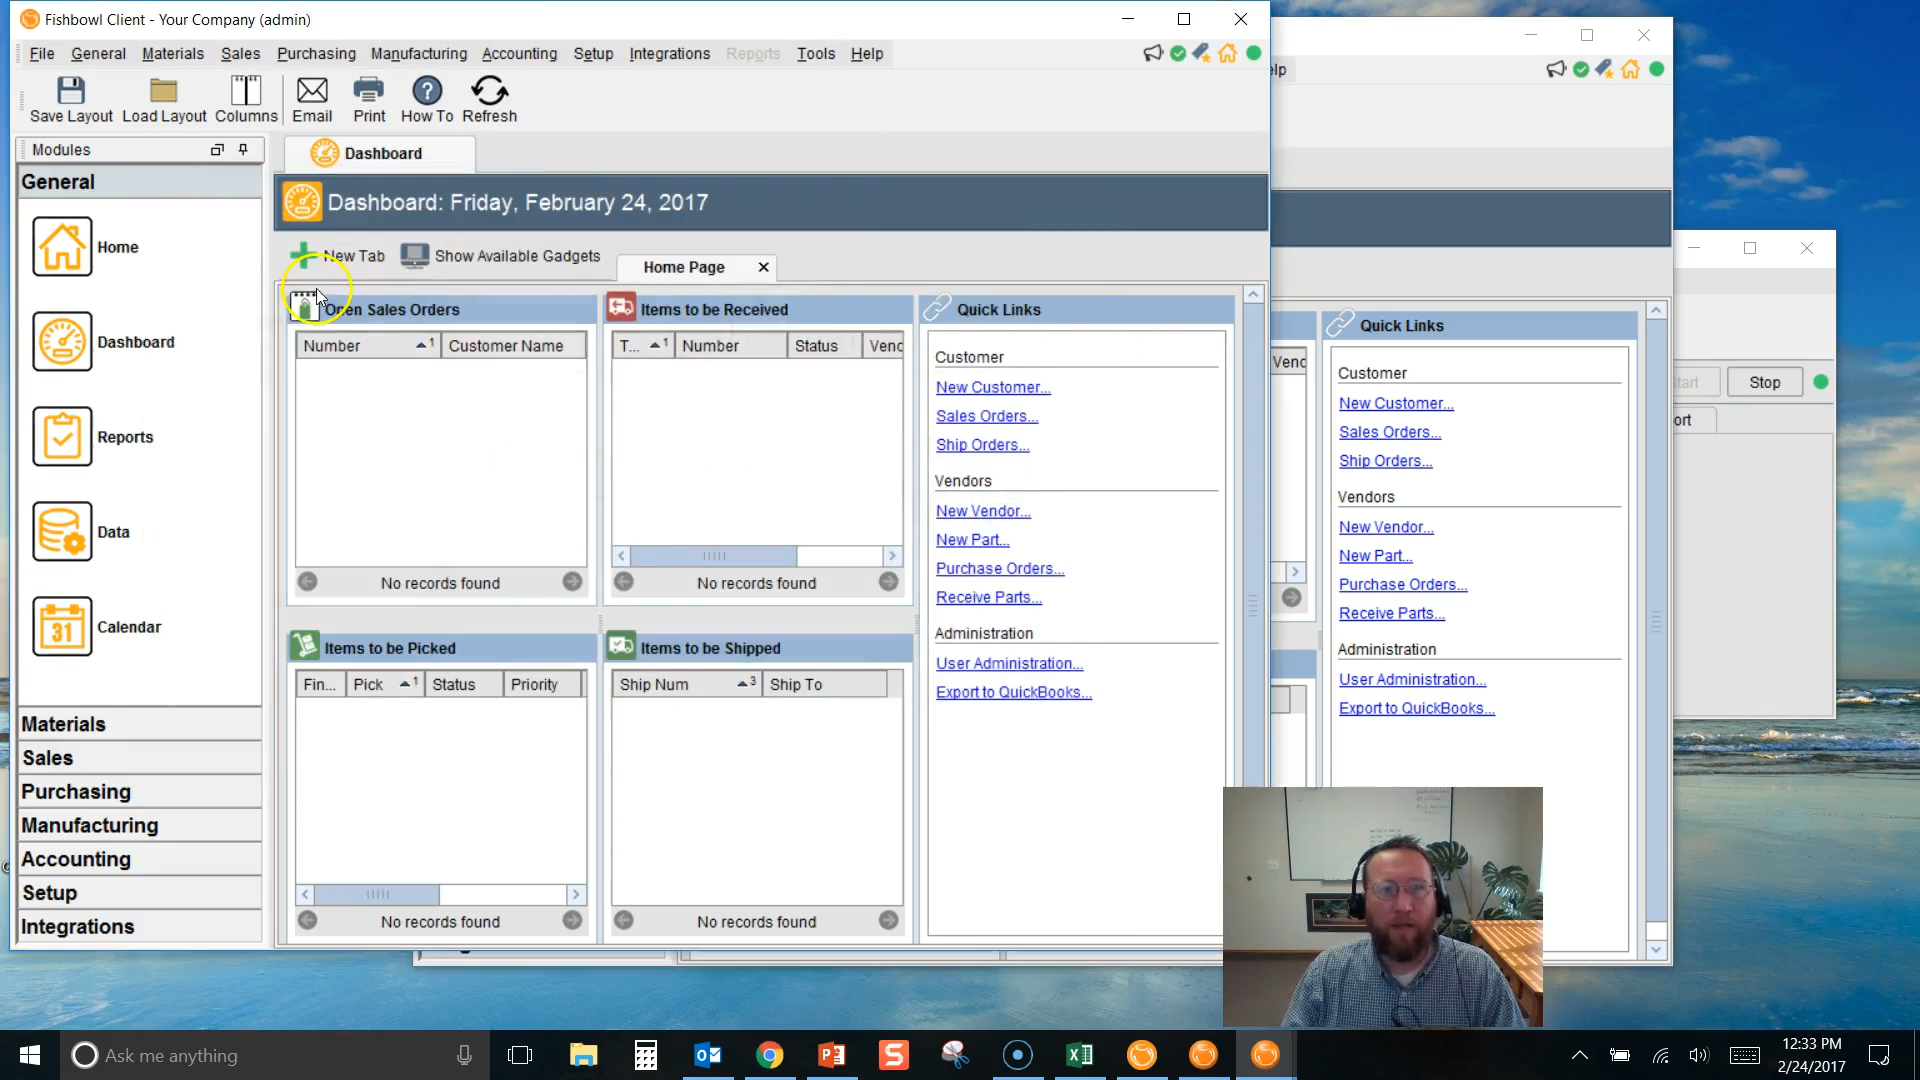 Fishbowl Client - Your Company (admin)
File General Materials Sales Purchasing Manufacturing Accounting Setup Integrations Reports Tools Help
Save Layout Load Layout Columns Email Print How To Refresh
Modules
General
Home
Dashboard
Reports
Data
31
Calendar
Materials
Sales
Purchasing
Manufacturing
Accounting
Setup
Integrations
Dashboard
Dashboard: Friday, February 24, 2017
New Tab Show Available Gadgets Home Page
Open Sales Orders
Number 1 Customer Name
No records found
Items to be Received
T... 1 Number Status Venc
No records found
Items to be Picked
Fin... Pick 1 Status Priority
No records found
Items to be Shipped
Ship Num 3 Ship To
No records found
Quick Links
Customer
New Customer...
Sales Orders...
Ship Orders...
Vendors
New Vendor...
New Part...
Purchase Orders...
Receive Parts...
Administration
User Administration...
Export to QuickBooks...
elp
Venc
Quick Links
Customer
New Customer...
Sales Orders...
Ship Orders...
Vendors
New Vendor...
New Part...
Purchase Orders...
Receive Parts...
Administration
User Administration...
Export to QuickBooks...
tart Stop
ort
Ask me anything
12:33 PM
2/24/2017